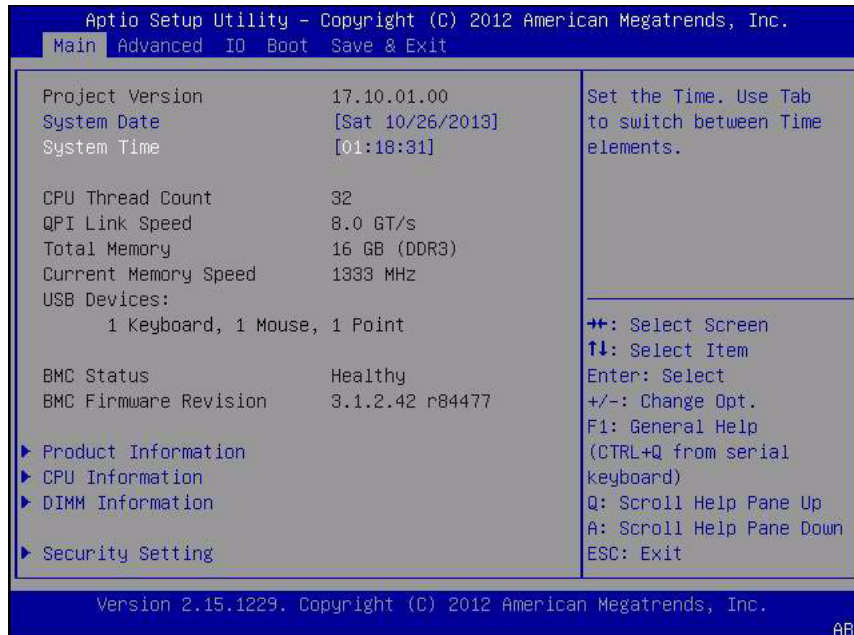 Aptio Setup Utility – Copyright (C) 2012 American Megatrends, Inc.
Main Advanced IO Boot Save & Exit
Project Version 17.10.01.00
System Date [Sat 10/26/2013]
System Time [01:18:31]
CPU Thread Count 32
QPI Link Speed 8.0 GT/s
Total Memory 16 GB (DDR3)
Current Memory Speed 1333 MHz
USB Devices:
1 Keyboard, 1 Mouse, 1 Point
BMC Status Healthy
BMC Firmware Revision 3.1.2.42 r84477
Product Information
CPU Information
DIMM Information
Security Setting
Set the Time. Use Tab
to switch between Time
elements.
→←: Select Screen
↑↓: Select Item
Enter: Select
+/-: Change Opt.
F1: General Help
(CTRL+Q from serial
keyboard)
Q: Scroll Help Pane Up
A: Scroll Help Pane Down
ESC: Exit
Version 2.15.1229. Copyright (C) 2012 American Megatrends, Inc.
AB